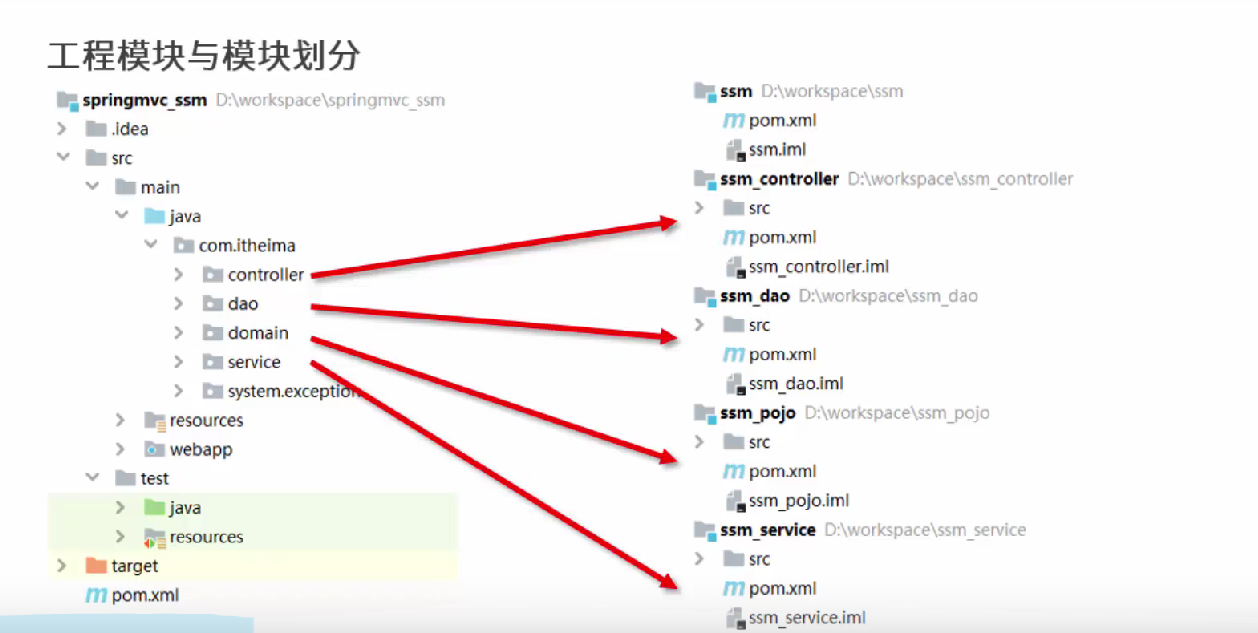 工程模块与模块划分
springmvc_ssm D:\workspace\springmvc_ssm
.idea
src
main
java
com.itheima
controller
dao
domain
service
system.exception
resources
webapp
test
java
resources
target
pom.xml
ssm D:\workspace\ssm
pom.xml
ssm.iml
ssm_controller D:\workspace\ssm_controller
src
pom.xml
ssm_controller.iml
ssm_dao D:\workspace\ssm_dao
src
pom.xml
ssm_dao.iml
ssm_pojo D:\workspace\ssm_pojo
src
pom.xml
ssm_pojo.iml
ssm_service D:\workspace\ssm_service
src
pom.xml
ssm_service.iml